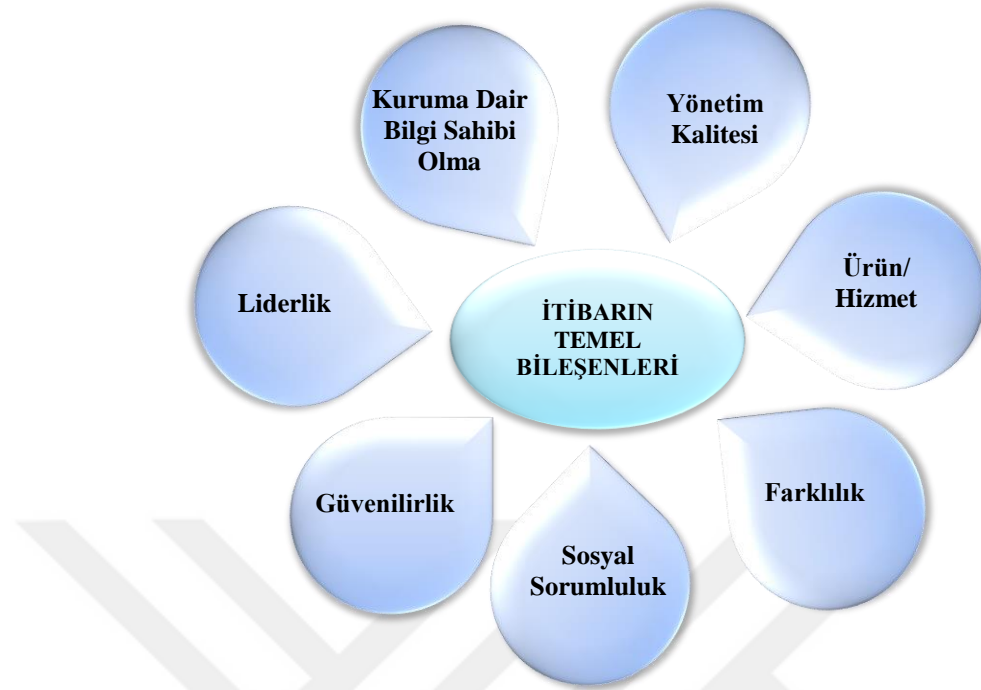 Kuruma Dair
Bilgi Sahibi
Olma
Yönetim
Kalitesi
Ürün/
Hizmet
Liderlik
İTİBARIN
TEMEL
BİLEŞENLERİ
Güvenilirlik
Farklılık
Sosyal
Sorumluluk